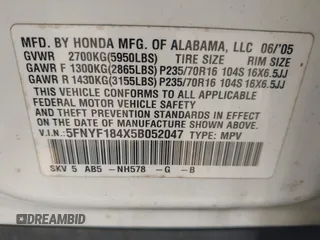 MFD. BY HONDA MFG. OF ALABAMA, LLC 06/'05
GVWR 2700KG(5950LBS) TIRE SIZE RIM SIZE
GAWR F 1300KG(2865LBS)P235/70R16 104S 16X6.5JJ
GAWR R 1430KG(3155LBS)P235/70R16 104S 16X6.5JJ
THIS VEHICLE CONFORMS TO ALL APPLICABLE
FEDERAL MOTOR VEHICLE SAFETY STANDARDS IN
EFFECT ON THE DATE OF MANUFACTURE SHOWN ABOVE.
V.I.N.:5FNYF184X5B052047 TYPE: MPV
SKV 5 AB5 -NH578 -G -B
DREAMBID